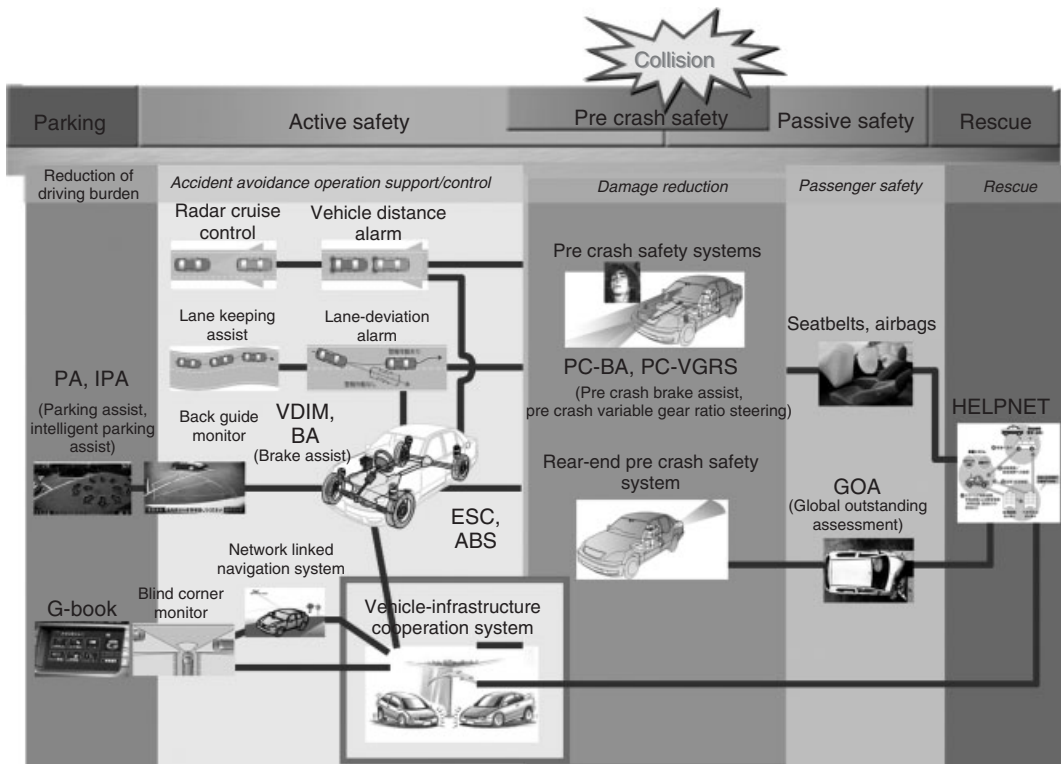 Collision
Parking
Active safety
Pre crash safety
Passive safety
Rescue
Reduction of
driving burden
Accident avoidance operation support/control
Damage reduction
Passenger safety
Rescue
Radar cruise
control
Vehicle distance
alarm
Pre crash safety systems
Lane keeping
assist
Lane-deviation
alarm
Seatbelts, airbags
PA, IPA
(Parking assist,
intelligent parking
assist)
Back guide
monitor
VDIM,
BA
(Brake assist)
PC-BA, PC-VGRS
(Pre crash brake assist,
pre crash variable gear ratio steering)
HELPNET
Rear-end pre crash safety
system
GOA
(Global outstanding
assessment)
ESC,
ABS
Network linked
navigation system
G-book
Blind corner
monitor
Vehicle-infrastructure
cooperation system